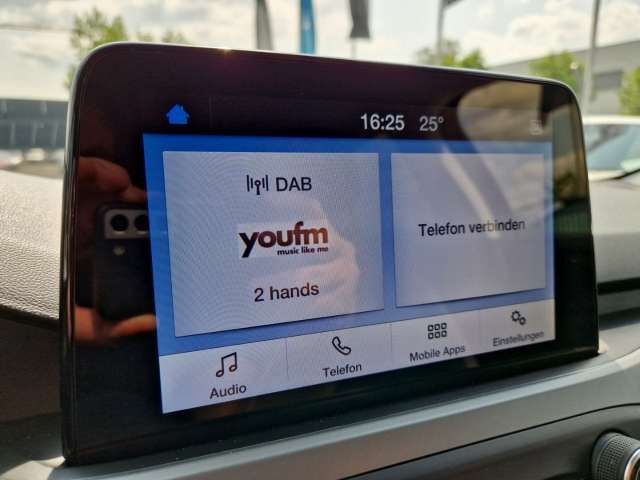 16:25 25°
DAB
youfm
music like me
2 hands
Telefon verbinden
Audio
Telefon
Mobile Apps
Einstellungen